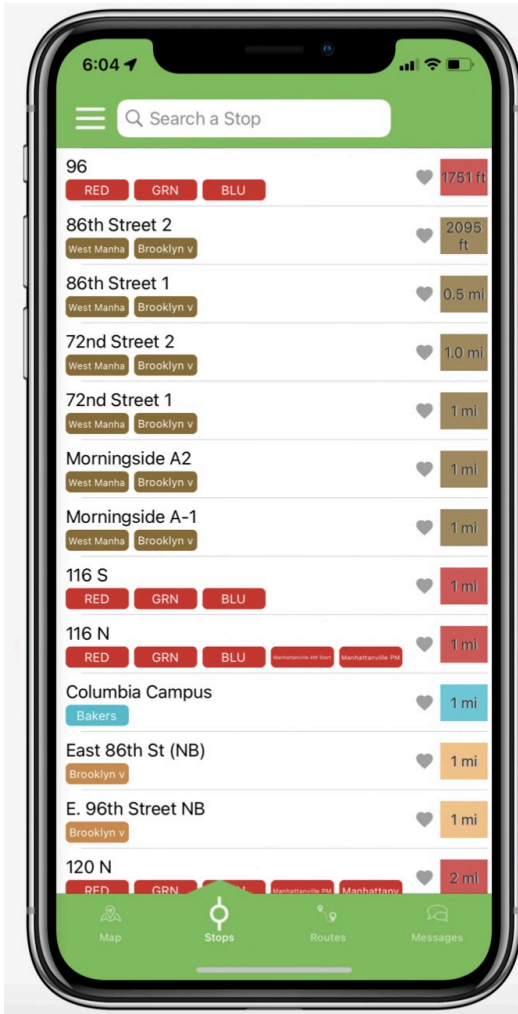 6:04
Search a Stop
96
1751 ft
RED GRN BLU
86th Street 2
2095
ft
West Manha Brooklyn v
86th Street 1
0.5 mi
West Manha Brooklyn v
72nd Street 2
1.0 mi
West Manha Brooklyn v
72nd Street 1
1 mi
West Manha Brooklyn v
Morningside A2
1 mi
West Manha Brooklyn v
Morningside A-1
1 mi
West Manha Brooklyn v
116 S
1 mi
RED GRN BLU
116 N
1 mi
RED GRN BLU Manhattanville AM Start Manhattanville PM
Columbia Campus
1 mi
Bakers
East 86th St (NB)
1 mi
Brooklyn v
E. 96th Street NB
1 mi
Brooklyn v
120 N
2 mi
RED GRN Manhattanville PM Manhattanv
Map Stops Routes Messages